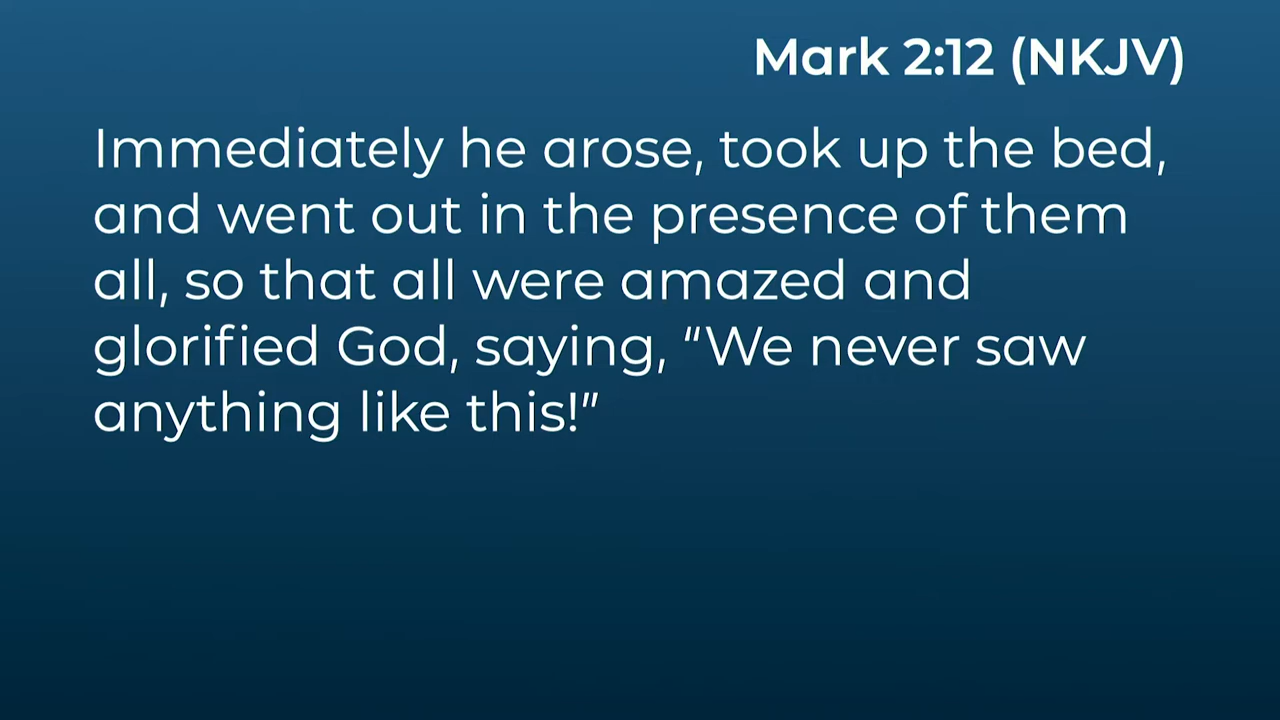 Mark 2:12 (NKJV)
Immediately he arose, took up the bed,
and went out in the presence of them
all, so that all were amazed and
glorified God, saying, “We never saw
anything like this!”